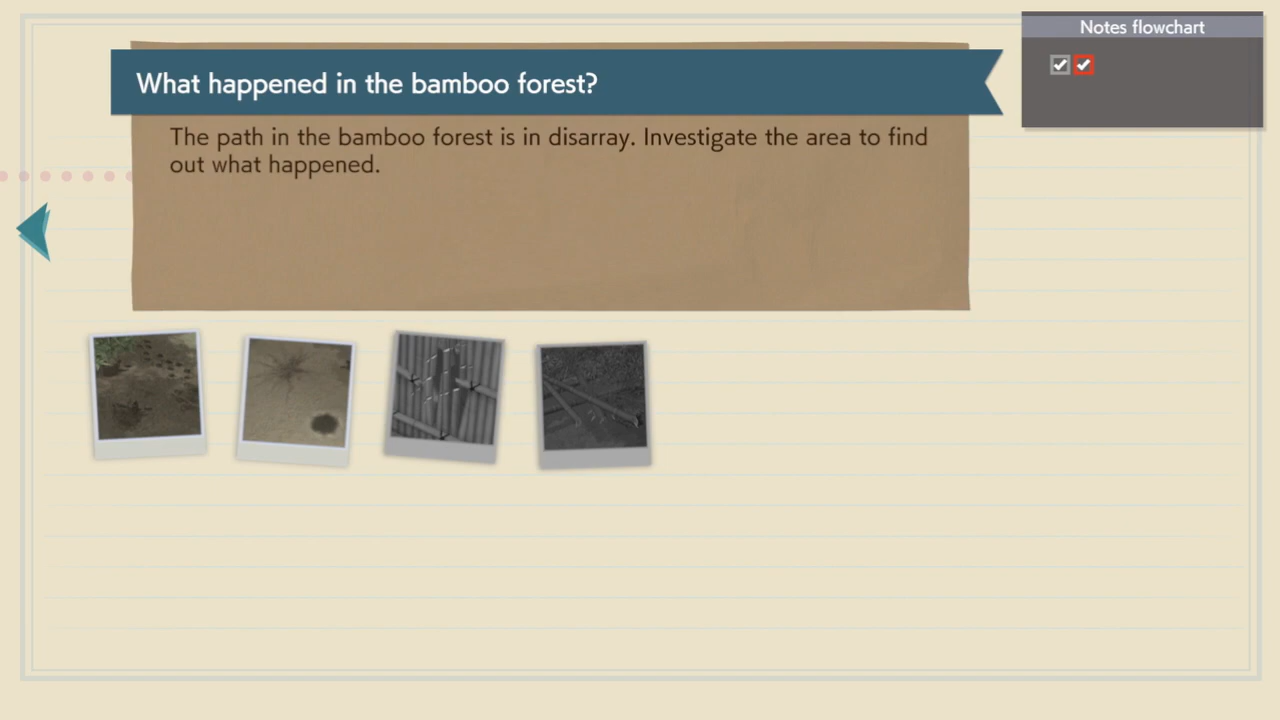 Notes flowchart
What happened in the bamboo forest?
The path in the bamboo forest is in disarray. Investigate the area to find
out what happened.